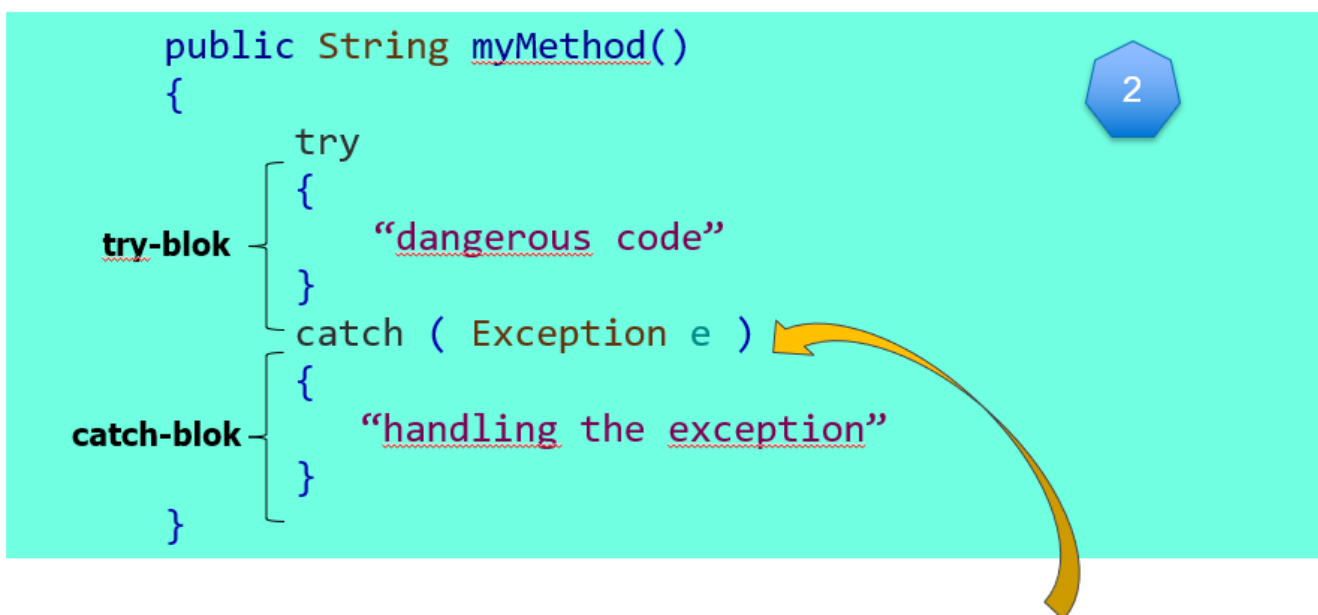 public String myMethod()
{
2
try
{
try-blok
“dangerous code”
}
catch ( Exception e )
{
catch-blok
“handling the exception”
}
}